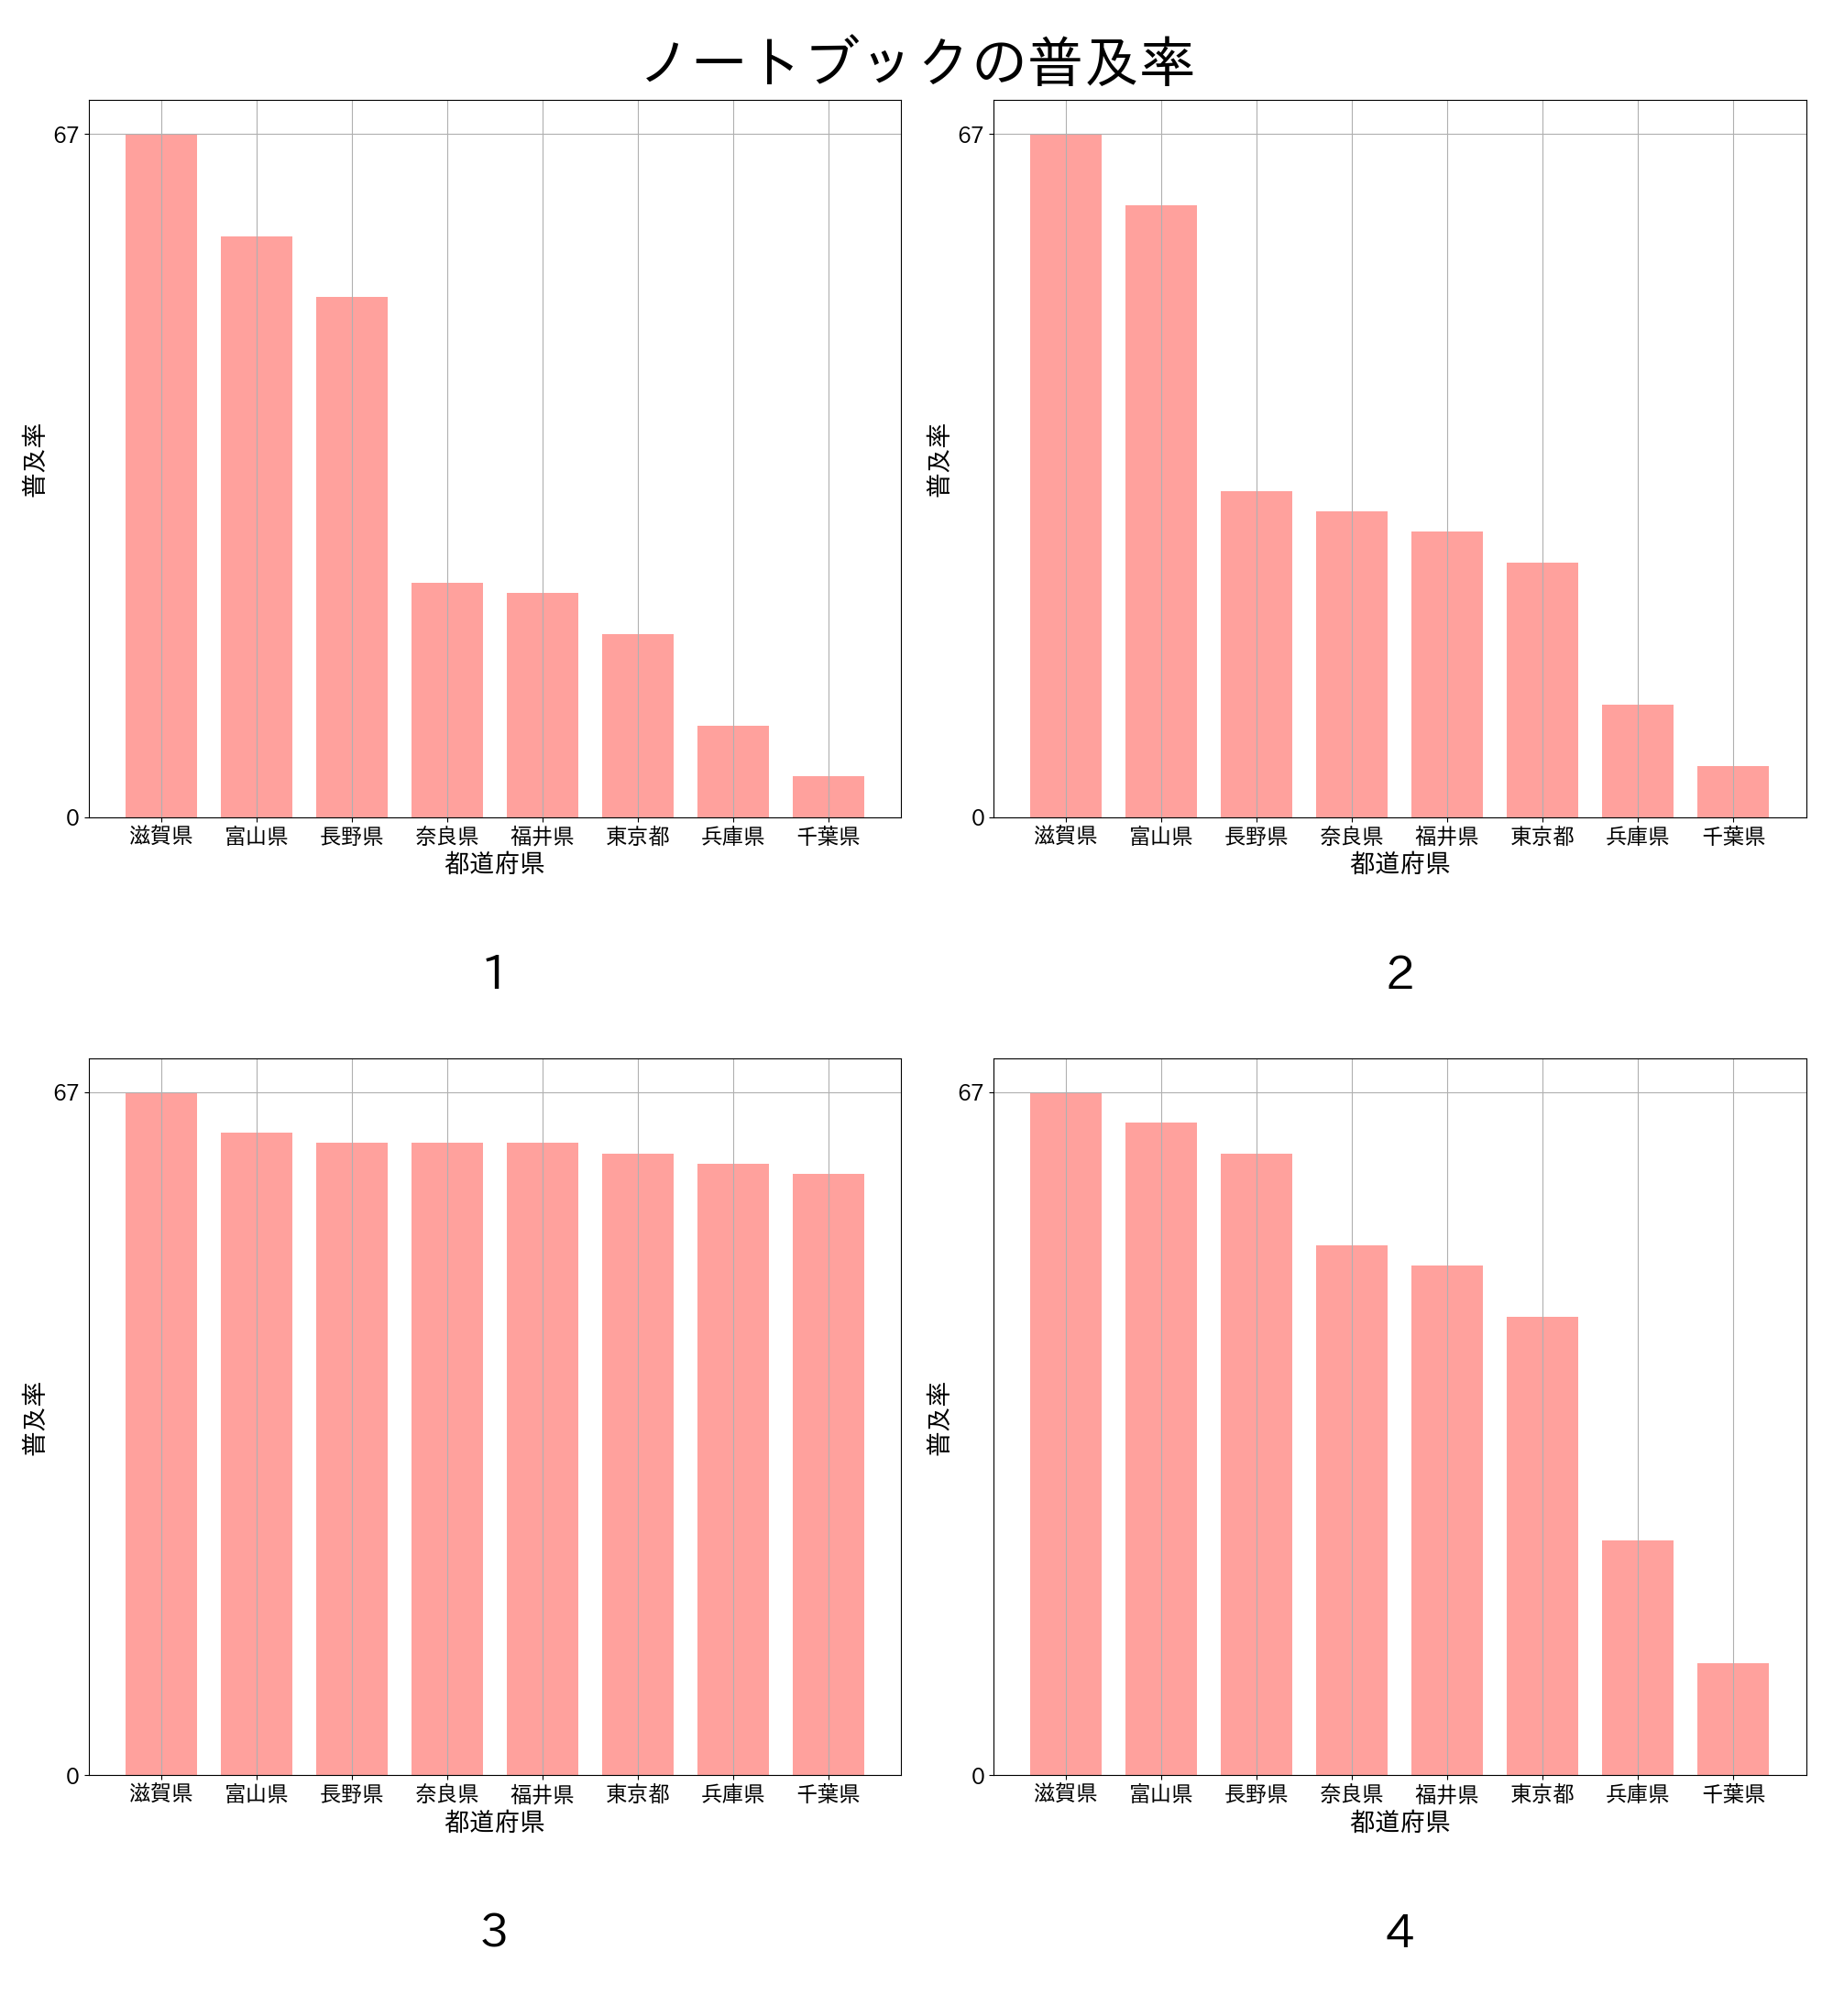 ノートブックの普及率
67
0
普及率
滋賀県 富山県 長野県 奈良県 福井県 東京都 兵庫県 千葉県
都道府県
1
67
0
普及率
滋賀県 富山県 長野県 奈良県 福井県 東京都 兵庫県 千葉県
都道府県
2
67
0
普及率
滋賀県 富山県 長野県 奈良県 福井県 東京都 兵庫県 千葉県
都道府県
3
67
0
普及率
滋賀県 富山県 長野県 奈良県 福井県 東京都 兵庫県 千葉県
都道府県
4